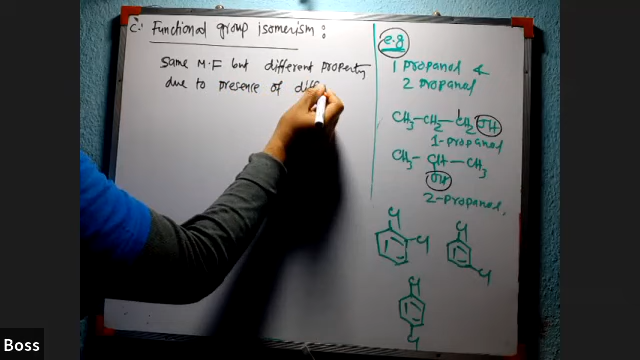 C: Functional group isomerism:
Same M.F but different property
due to presence of diff
e.g
1 propanol &
2 propanol
CH3-CH2-CH2 OH
1-propanol
CH3-CH-CH3
OH
2-propanol,
Cl
Cl
Cl
Cl
Cl
Cl
Boss